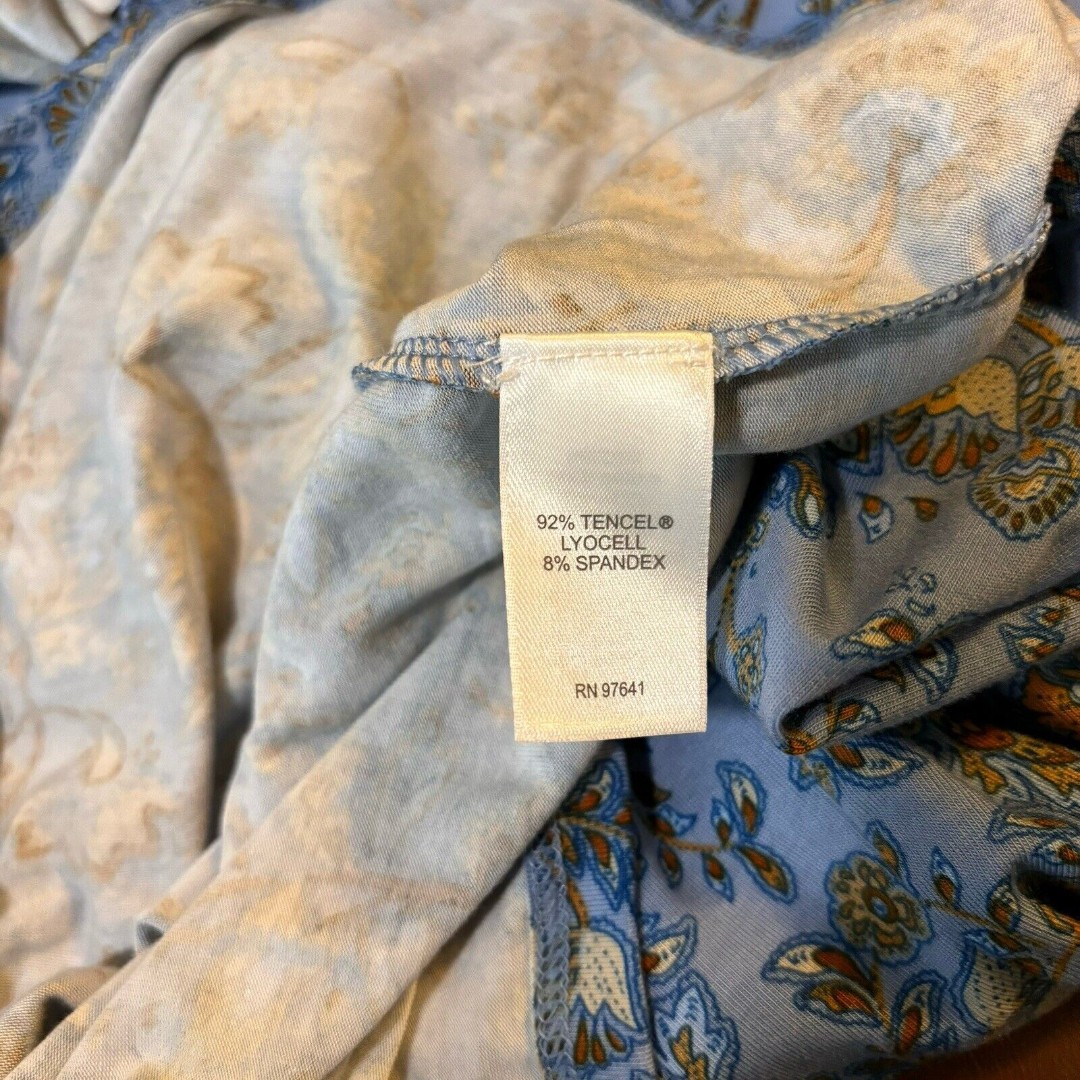 92% TENCEL®
LYOCELL
8% SPANDEX
RN 97641